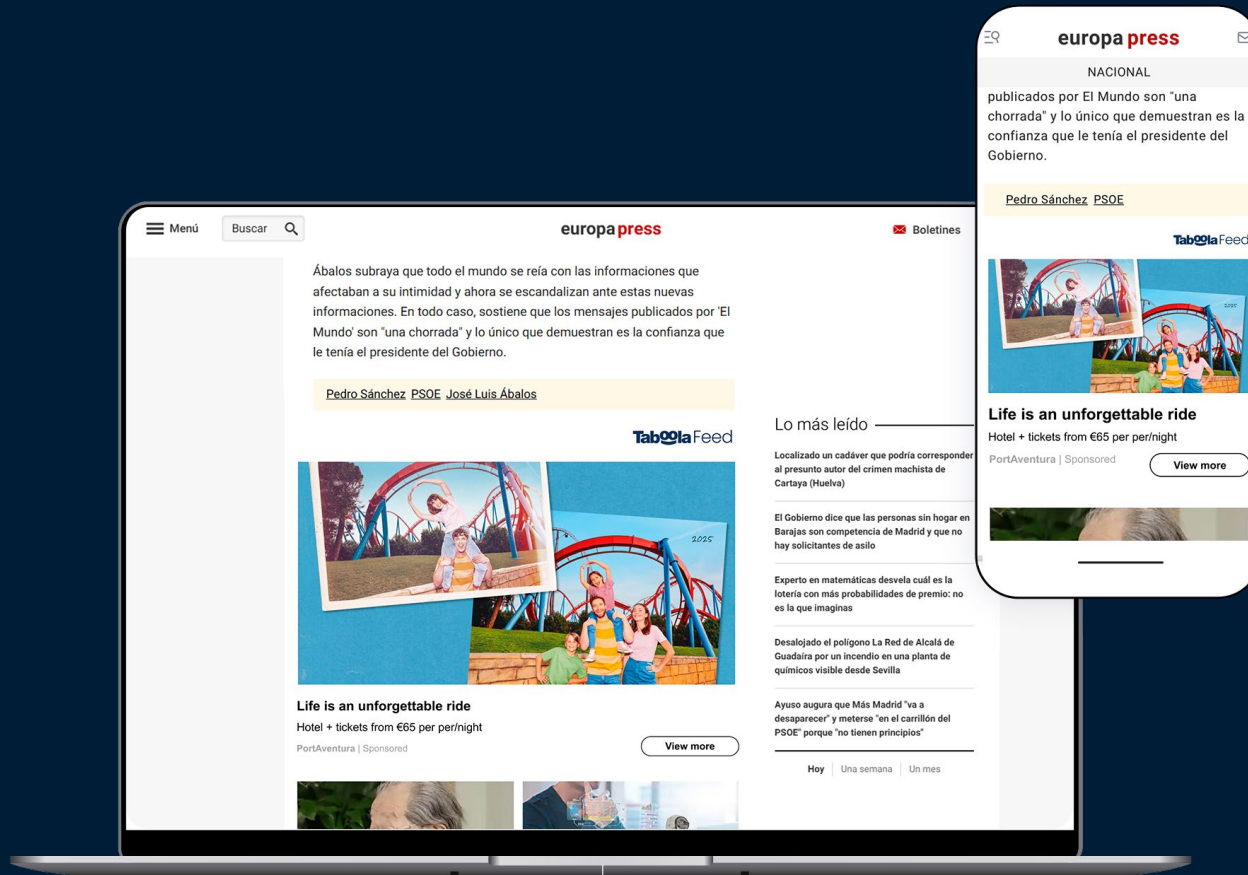 Menú
Buscar
europa press
Boletines
Ábalos subraya que todo el mundo se reía con las informaciones que
afectaban a su intimidad y ahora se escandalizan ante estas nuevas
informaciones. En todo caso, sostiene que los mensajes publicados por 'El
Mundo' son "una chorrada" y lo único que demuestran es la confianza que
le tenía el presidente del Gobierno.
Pedro Sánchez PSOE José Luis Ábalos
Taboola Feed
2025
Life is an unforgettable ride
Hotel + tickets from €65 per per/night
PortAventura | Sponsored
View more
Lo más leído
Localizado un cadáver que podría corresponder
al presunto autor del crimen machista de
Cartaya (Huelva)
El Gobierno dice que las personas sin hogar en
Barajas son competencia de Madrid y que no
hay solicitantes de asilo
Experto en matemáticas desvela cuál es la
lotería con más probabilidades de premio: no
es la que imaginas
Desalojado el polígono La Red de Alcalá de
Guadaíra por un incendio en una planta de
químicos visible desde Sevilla
Ayuso augura que Más Madrid "va a
desaparecer" y meterse "en el carrillón del
PSOE" porque "no tienen principios"
Hoy Una semana Un mes
europa press
NACIONAL
publicados por El Mundo son "una
chorrada" y lo único que demuestran es la
confianza que le tenía el presidente del
Gobierno.
Pedro Sánchez PSOE
Taboola Feed
2025
Life is an unforgettable ride
Hotel + tickets from €65 per per/night
PortAventura | Sponsored
View more